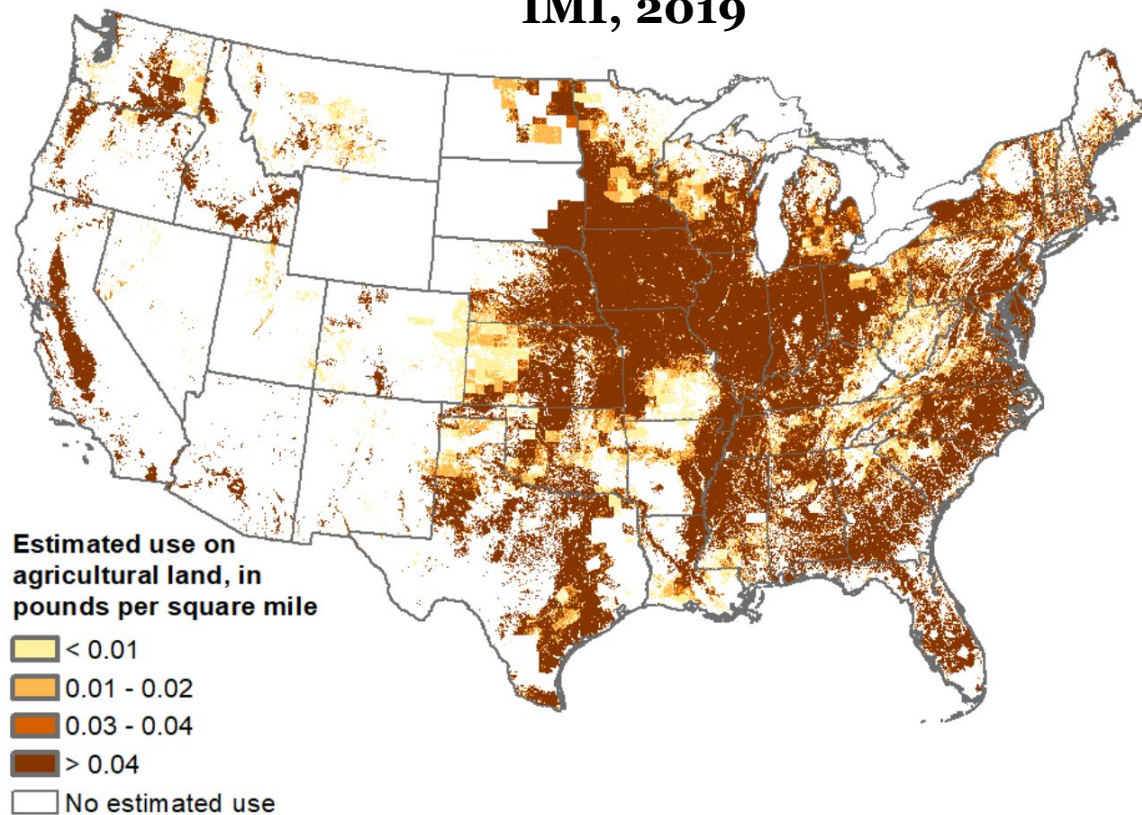 IMI, 2019
Estimated use on
agricultural land, in
pounds per square mile
< 0.01
0.01 - 0.02
0.03 - 0.04
> 0.04
No estimated use